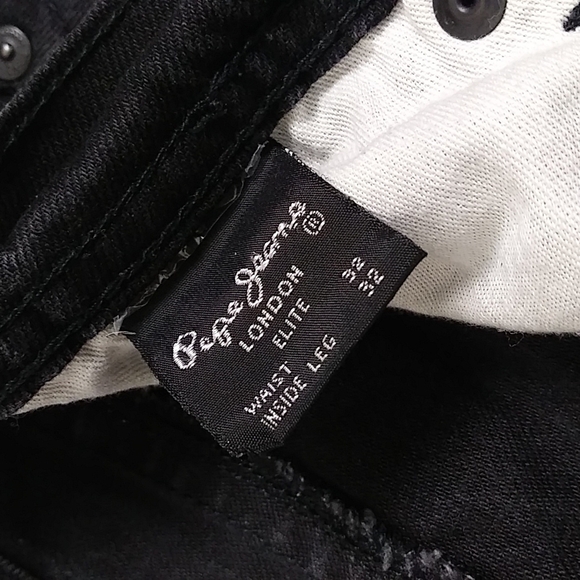 Pepe Jeans ®
LONDON
ELITE
WAIST 32
INSIDE LEG 32